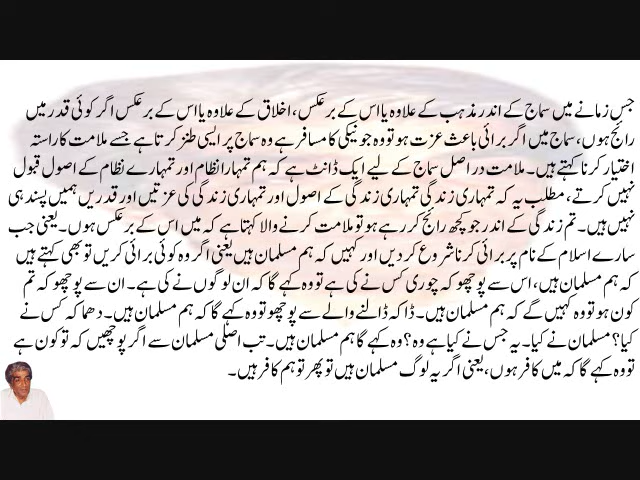 جس زمانے میں سماج کے اندر مذہب کے علاوہ یا اس کے برعکس، اخلاق کے علاوہ یا اس کے برعکس اگر کوئی قدر میں
رائج ہوں، سماج میں اگر برائی باعث عزت ہو تو وہ جو نیکی کا مسافر ہے وہ سماج پر ایسی طنز کرتا ہے جسے ملامت کا راستہ
اختیار کرنا کہتے ہیں۔ ملامت دراصل سماج کے لیے ایک ڈانٹ ہے کہ ہم تمہارا نظام اور تمہارے نظام کے اصول قبول
نہیں کرتے، مطلب یہ کہ تمہاری زندگی تمہاری زندگی کے اصول اور تمہاری زندگی کی عزتیں اور قدریں ہمیں پسند ہی
نہیں ہیں۔ تم زندگی کے اندر جو کچھ رائج کر رہے ہو تو ملامت کرنے والا کہتا ہے کہ میں اس کے برعکس ہوں۔ یعنی جب
سارے اسلام کے نام پر برائی کرنا شروع کر دیں اور کہیں کہ ہم مسلمان ہیں یعنی اگر وہ کوئی برائی کریں تو بھی کہتے ہیں
کہ ہم مسلمان ہیں، اس سے پوچھو کہ چوری کس نے کی ہے تو وہ کہے گا کہ ان لوگوں نے کی ہے۔ ان سے پوچھو کہ تم
کون ہو تو وہ کہیں گے کہ ہم مسلمان ہیں۔ ڈاکہ ڈالنے والے سے پوچھو تو وہ کہے گا کہ ہم مسلمان ہیں۔ دھماکہ کس نے
کیا؟ مسلمان نے کیا۔ یہ جس نے کیا ہے وہ؟ وہ کہے گا ہم مسلمان ہیں۔ تب اصلی مسلمان سے اگر پوچھیں کہ تو کون ہے
تو وہ کہے گا کہ میں کافر ہوں، یعنی اگر یہ لوگ مسلمان ہیں تو پھر تو ہم کافر ہیں۔